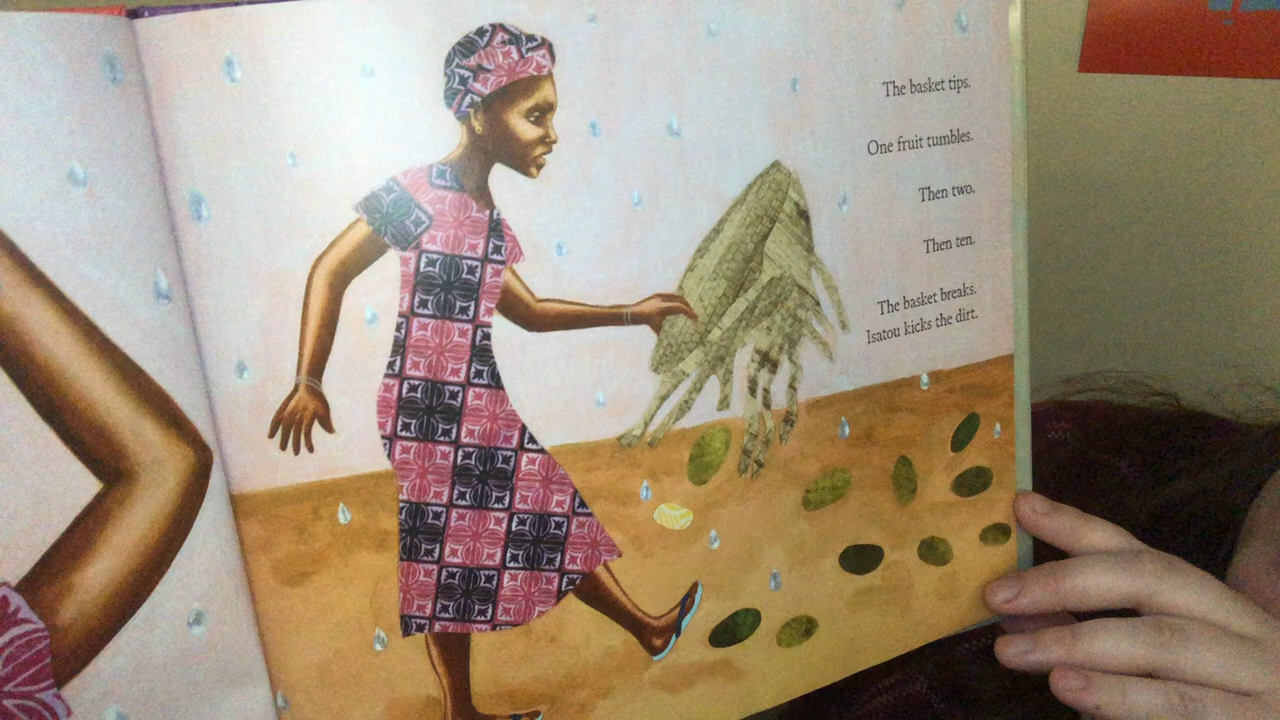 The basket tips.
One fruit tumbles.
Then two.
Then ten.
The basket breaks.
Isatou kicks the dirt.